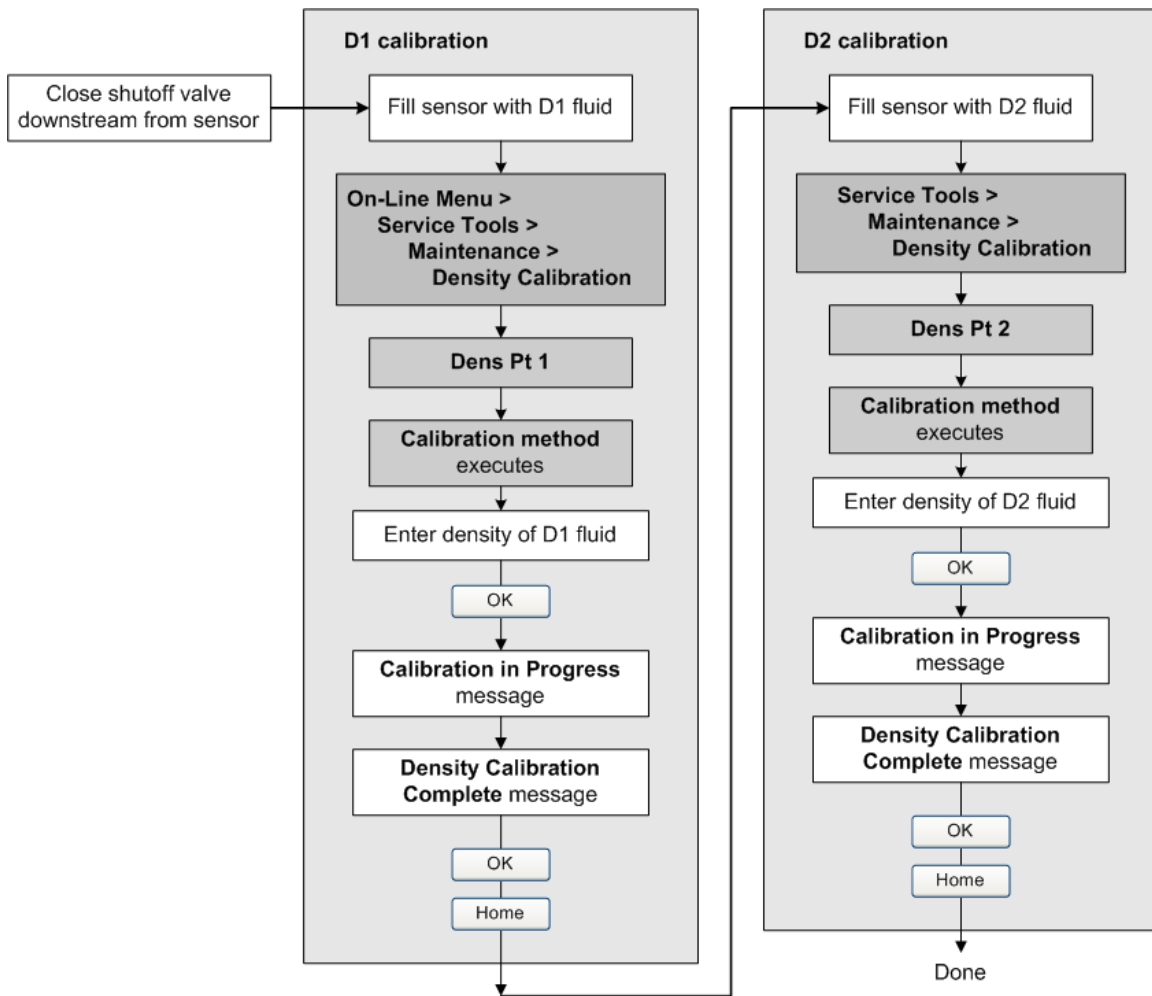 D1 calibration
Close shutoff valve
downstream from sensor
Fill sensor with D1 fluid
On-Line Menu >
Service Tools >
Maintenance >
Density Calibration
Dens Pt 1
Calibration method
executes
Enter density of D1 fluid
OK
Calibration in Progress
message
Density Calibration
Complete message
OK
Home
D2 calibration
Fill sensor with D2 fluid
Service Tools >
Maintenance >
Density Calibration
Dens Pt 2
Calibration method
executes
Enter density of D2 fluid
OK
Calibration in Progress
message
Density Calibration
Complete message
OK
Home
Done